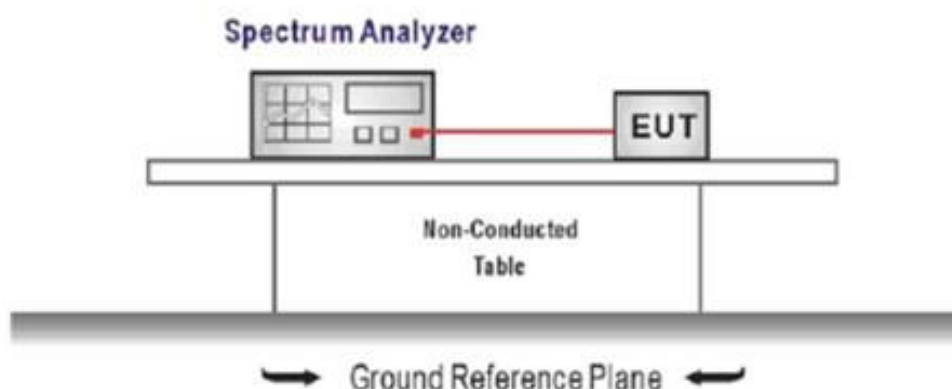 Spectrum Analyzer
EUT
Non-Conducted
Table
Ground Reference Plane